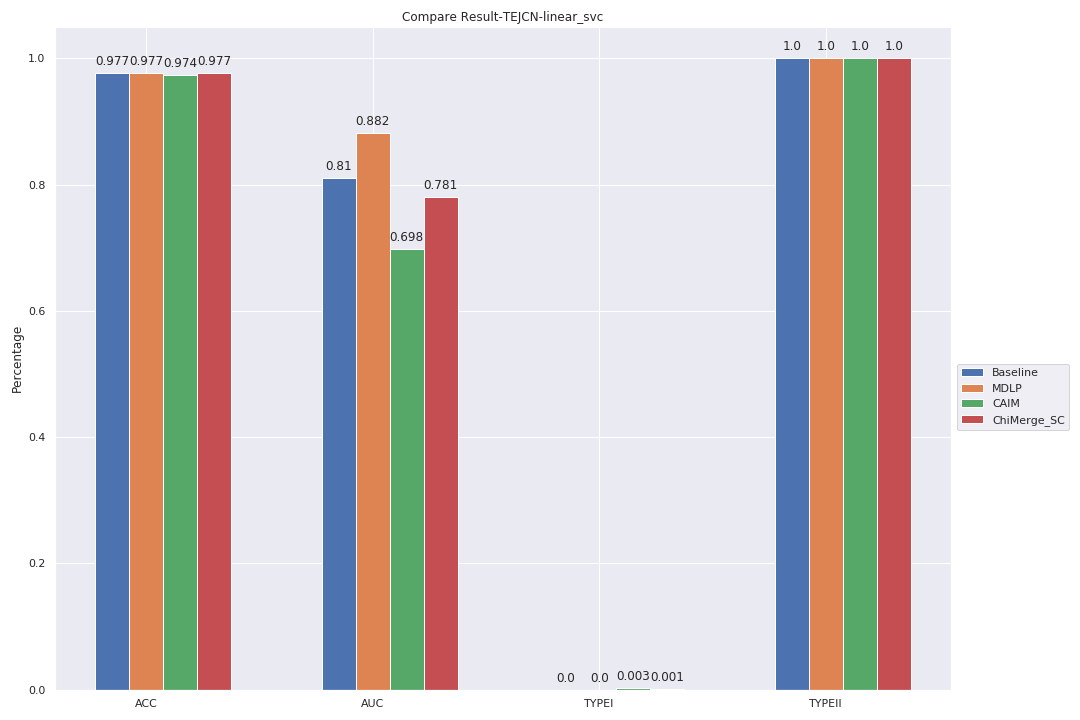 Compare Result-TEJCN-linear_svc
Percentage
1.0
0.8
0.6
0.4
0.2
0.0
0.977 0.977 0.974 0.977
0.81 0.882 0.698 0.781
0.0 0.0 0.003 0.001
1.0 1.0 1.0 1.0
ACC AUC TYPEI TYPEII
Baseline
MDLP
CAIM
ChiMerge_SC